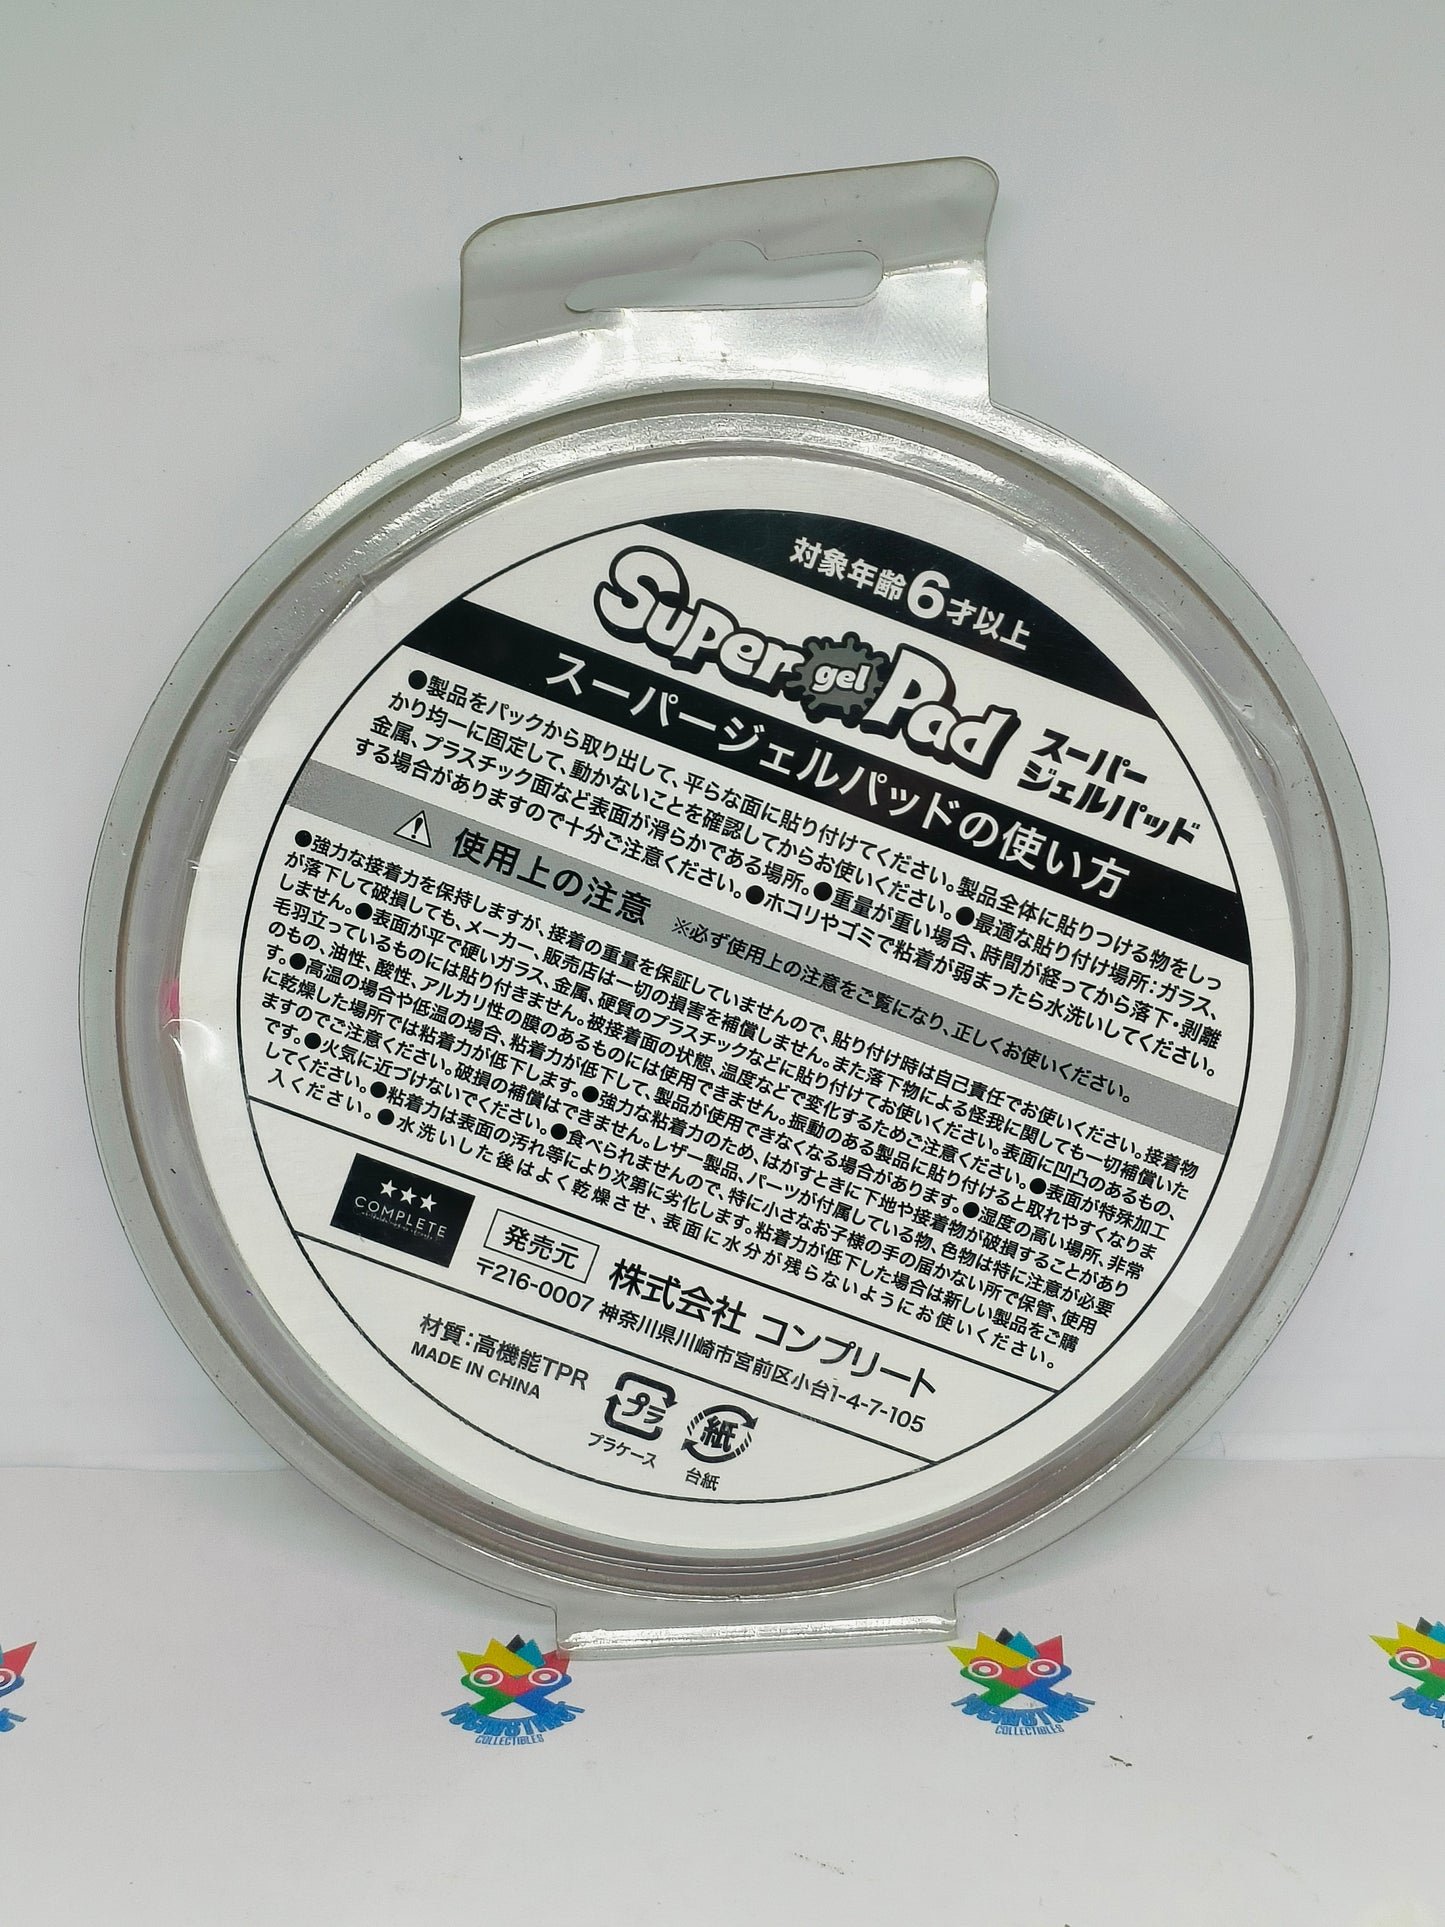 対象年齢6才以上
Super gel Pad
スーパー
ジェルパッド
スーパージェルパッドの使い方
●製品をパックから取り出して、平らな面に貼り付けてください。製品全体に貼りつける物をしっ
かり均一に固定して、動かないことを確認してからお使いください。●最適な貼り付け場所:ガラス、
金属、プラスチック面など表面が滑らかである場所。●重量が重い場合、時間が経ってから落下・剥離
する場合がありますので十分ご注意ください。●ホコリやゴミで粘着が弱まったら水洗いしてください。
使用上の注意 ※必ず使用上の注意をご覧になり、正しくお使いください。
●強力な接着力を保持しますが、接着の重量を保証していませんので、貼り付け時は自己責任でお使いください。接着物
が落下して破損しても、メーカー、販売店は一切の損害を補償しません。また落下物による怪我に関しても一切補償いた
しません。●表面が平で硬いガラス、金属、硬質のプラスチックなどに貼り付けてお使いください。表面に凹凸のあるもの、
毛羽立っているものには貼り付きません。被接着面の状態、温度などで変化するためご注意ください。●表面が特殊加工
のもの、油性、酸性、アルカリ性の膜のあるものには使用できません。振動のある製品に貼り付けると取れやすくなりま
す。●高温の場合や低温の場合、粘着力が低下して、製品が使用できなくなる場合があります。●湿度の高い場所、非常
に乾燥した場所では粘着力が低下します。●強力な粘着力のため、はがすときに下地や接着物が破損することがあり
ますのでご注意ください。破損の補償はできません。レザー製品、パーツが付属している物、色物は特に注意が必要
です。●火気に近づけないでください。●食べられませんので、特に小さなお子様の手の届かない所で保管、使用
してください。●粘着力は表面の汚れ等により次第に劣化します。粘着力が低下した場合は新しい製品をご購
入ください。●水洗いした後はよく乾燥させ、表面に水分が残らないようにお使いください。
COMPLETE
発売元 株式会社 コンプリート
〒216-0007 神奈川県川崎市宮前区小台1-4-7-105
材質:高機能TPR
MADE IN CHINA
プラ
プラケース
紙
台紙
COLLECTIBLES
COLLECTIBLES